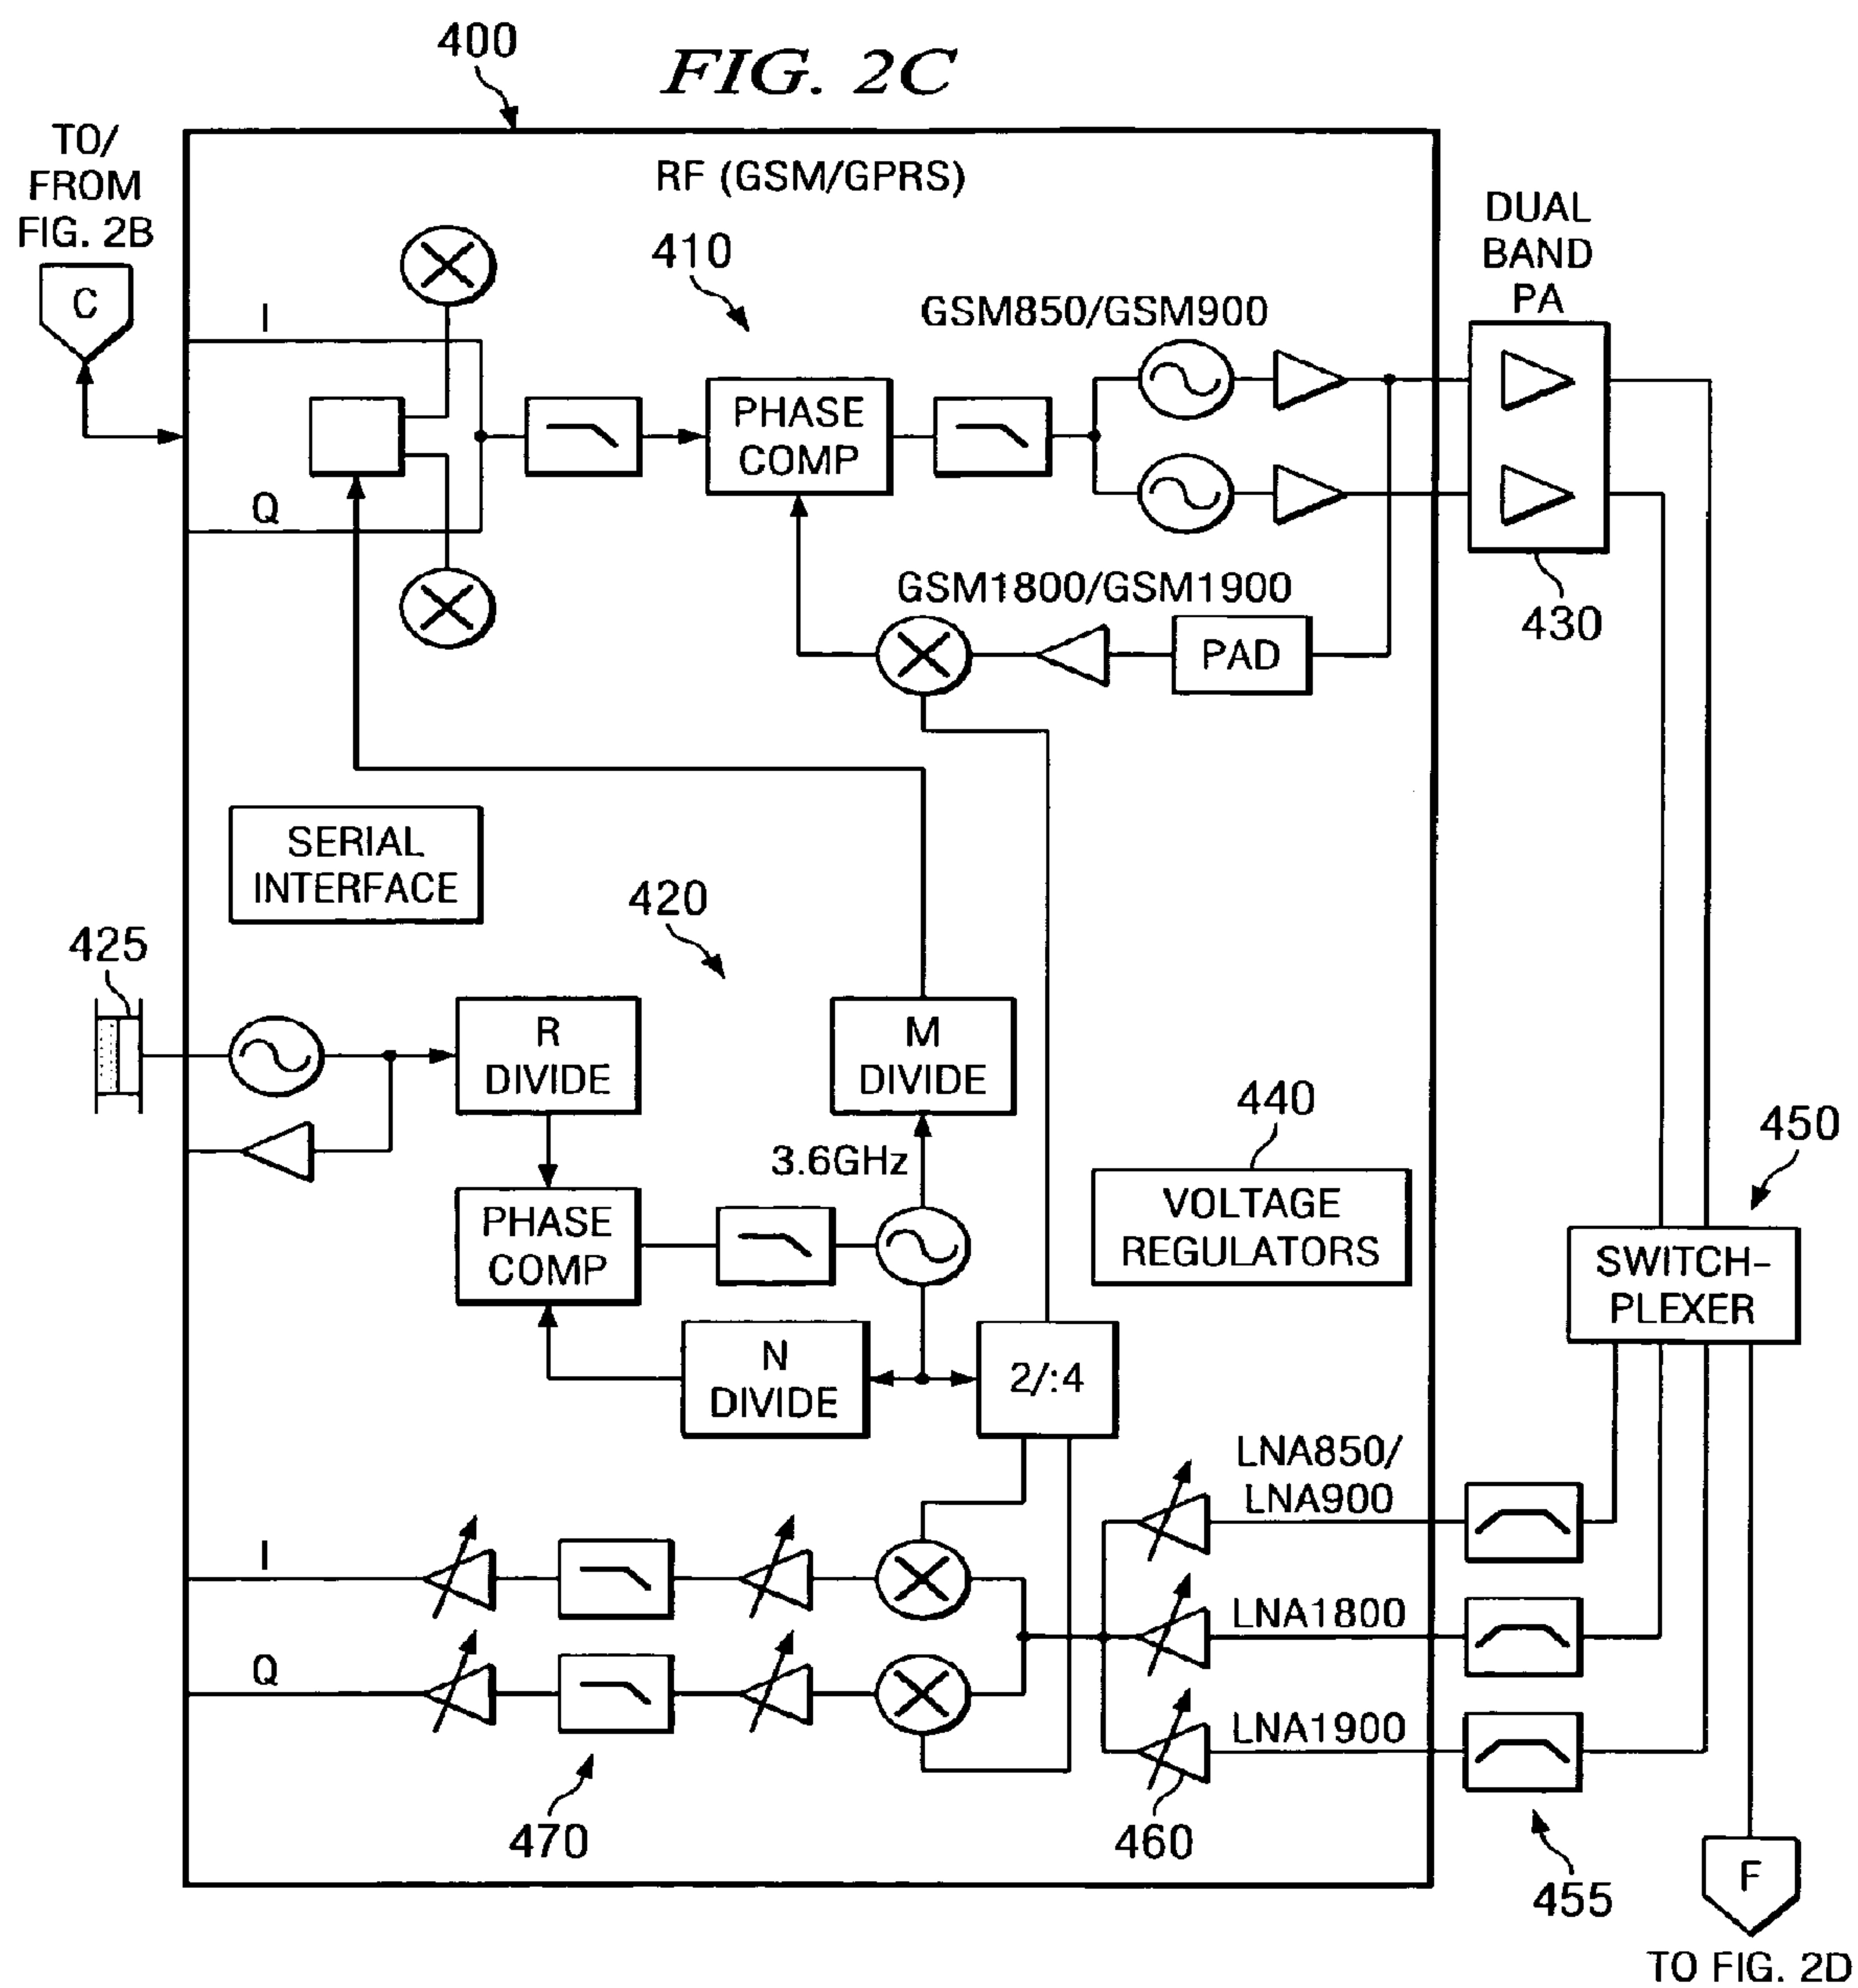 400
FIG. 2C
TO/
FROM
FIG. 2B
C
RF (GSM/GPRS)
410
DUAL
BAND
PA
I
GSM850/GSM900
PHASE
COMP
Q
GSM1800/GSM1900
430
PAD
SERIAL
INTERFACE
420
425
R
DIVIDE
M
DIVIDE
440
450
3.6GHz
PHASE
COMP
VOLTAGE
REGULATORS
SWITCH-
PLEXER
N
DIVIDE
2/:4
LNA850/
LNA900
I
LNA1800
Q
LNA1900
470
460
455
F
TO FIG. 2D